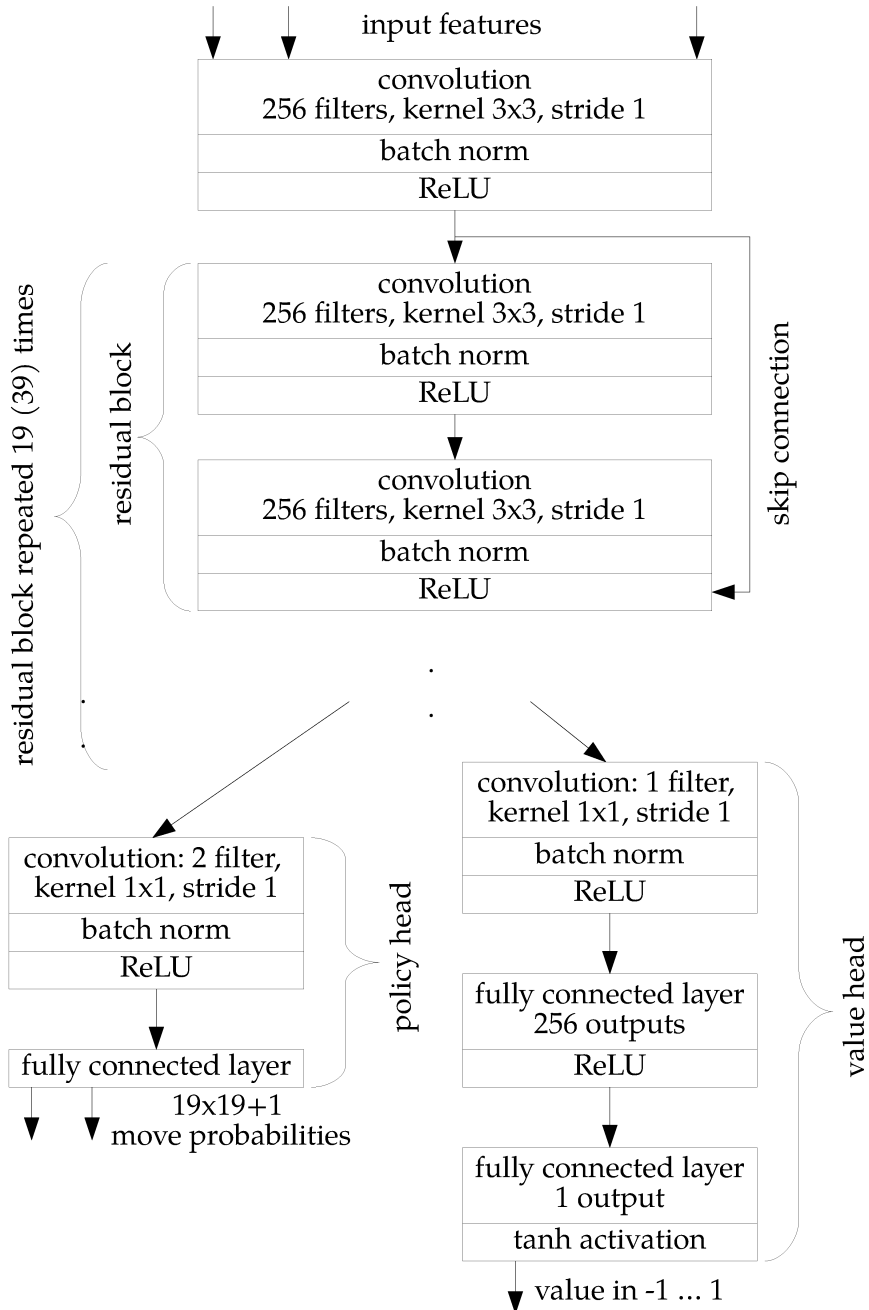 input features
convolution
256 filters, kernel 3x3, stride 1
batch norm
ReLU
residual block repeated 19 (39) times
residual block
convolution
256 filters, kernel 3x3, stride 1
batch norm
ReLU
skip connection
convolution
256 filters, kernel 3x3, stride 1
batch norm
ReLU
convolution: 2 filter,
kernel 1x1, stride 1
batch norm
ReLU
policy head
fully connected layer
19x19+1
move probabilities
convolution: 1 filter,
kernel 1x1, stride 1
batch norm
ReLU
value head
fully connected layer
256 outputs
ReLU
fully connected layer
1 output
tanh activation
value in -1 ... 1